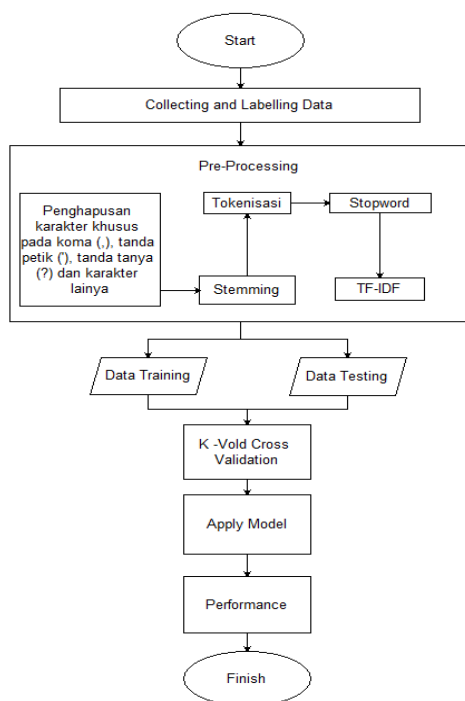 Start
Collecting and Labelling Data
Pre-Processing
Penghapusan
karakter khusus
pada koma (,), tanda
petik ('), tanda tanya
(?) dan karakter
lainya
Stemming
Tokenisasi
Stopword
TF-IDF
Data Training
Data Testing
K -Vold Cross
Validation
Apply Model
Performance
Finish